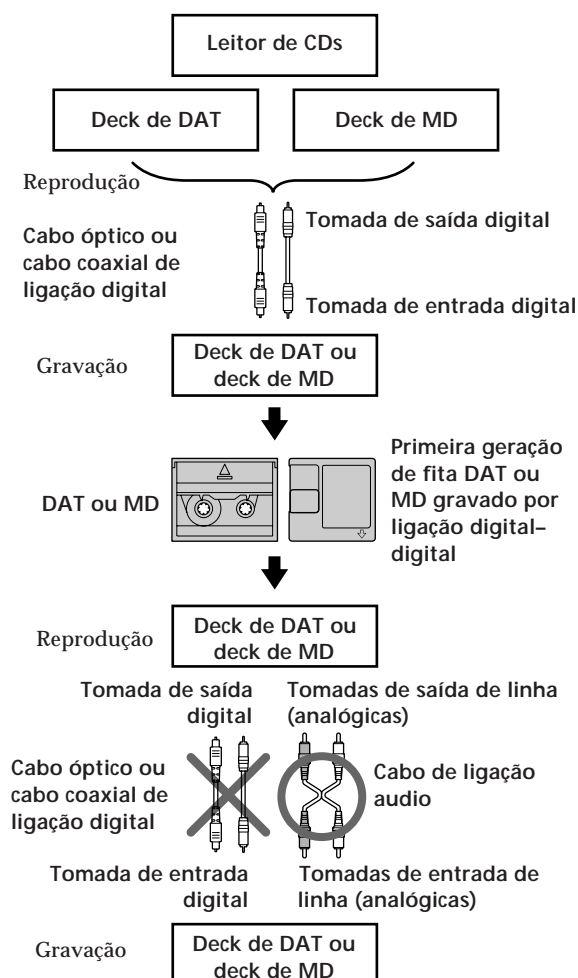 Leitor de CDs
Deck de DAT
Deck de MD
Reprodução
Cabo óptico ou
cabo coaxial de
ligação digital
Tomada de saída digital
Tomada de entrada digital
Gravação
Deck de DAT ou
deck de MD
DAT ou MD
Primeira geração
de fita DAT ou
MD gravado por
ligação digital–
digital
Reprodução
Deck de DAT ou
deck de MD
Tomada de saída
digital
Tomadas de saída de linha
(analógicas)
Cabo óptico ou
cabo coaxial de
ligação digital
Cabo de ligação
audio
Tomada de entrada
digital
Tomadas de entrada de
linha (analógicas)
Gravação
Deck de DAT ou
deck de MD